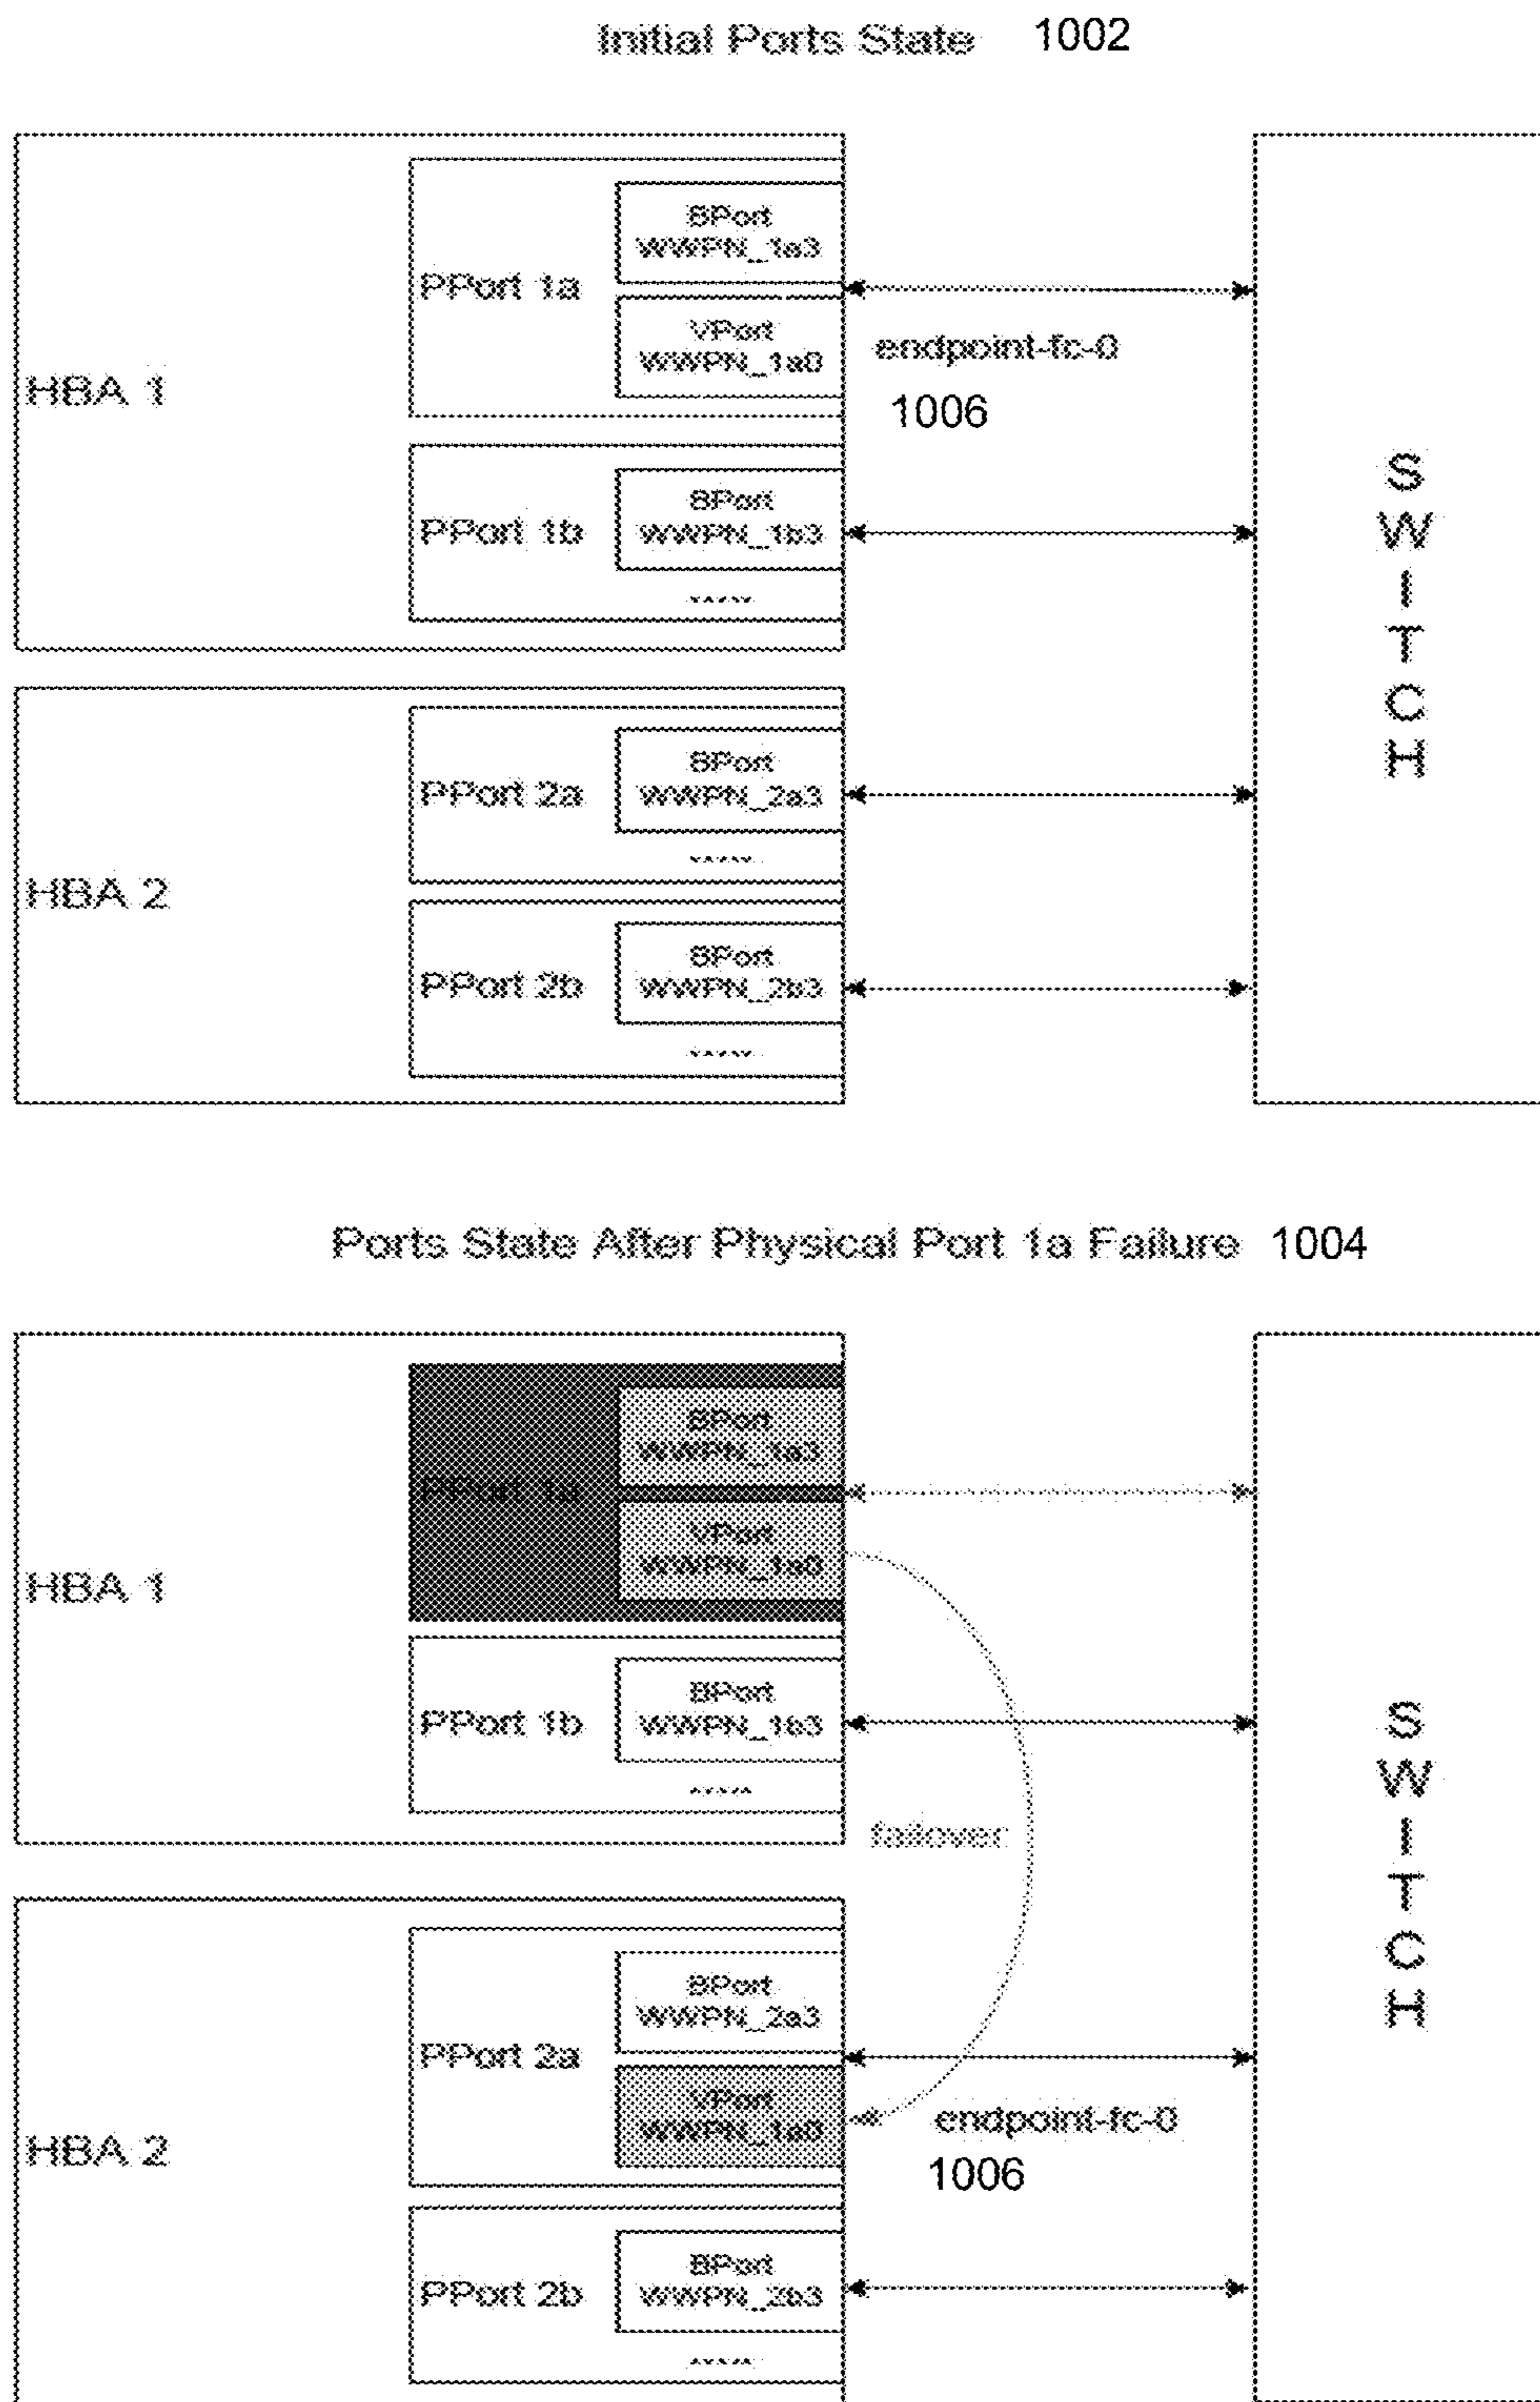 Initial Ports State 1002
HBA 1
PPort 1a
BPort
WWPN_1a3
VPort
WWPN_1a0
endpoint-fc-0
1006
PPort 1b
BPort
WWPN_1b3
.....
HBA 2
PPort 2a
BPort
WWPN_2a3
.....
PPort 2b
BPort
WWPN_2b3
.....
S
W
I
T
C
H
Ports State After Physical Port 1a Failure 1004
HBA 1
PPort 1a
BPort
WWPN_1a3
VPort
WWPN_1a0
PPort 1b
BPort
WWPN_1b3
.....
failover
HBA 2
PPort 2a
BPort
WWPN_2a3
VPort
WWPN_1a0
endpoint-fc-0
1006
PPort 2b
BPort
WWPN_2b3
.....
S
W
I
T
C
H